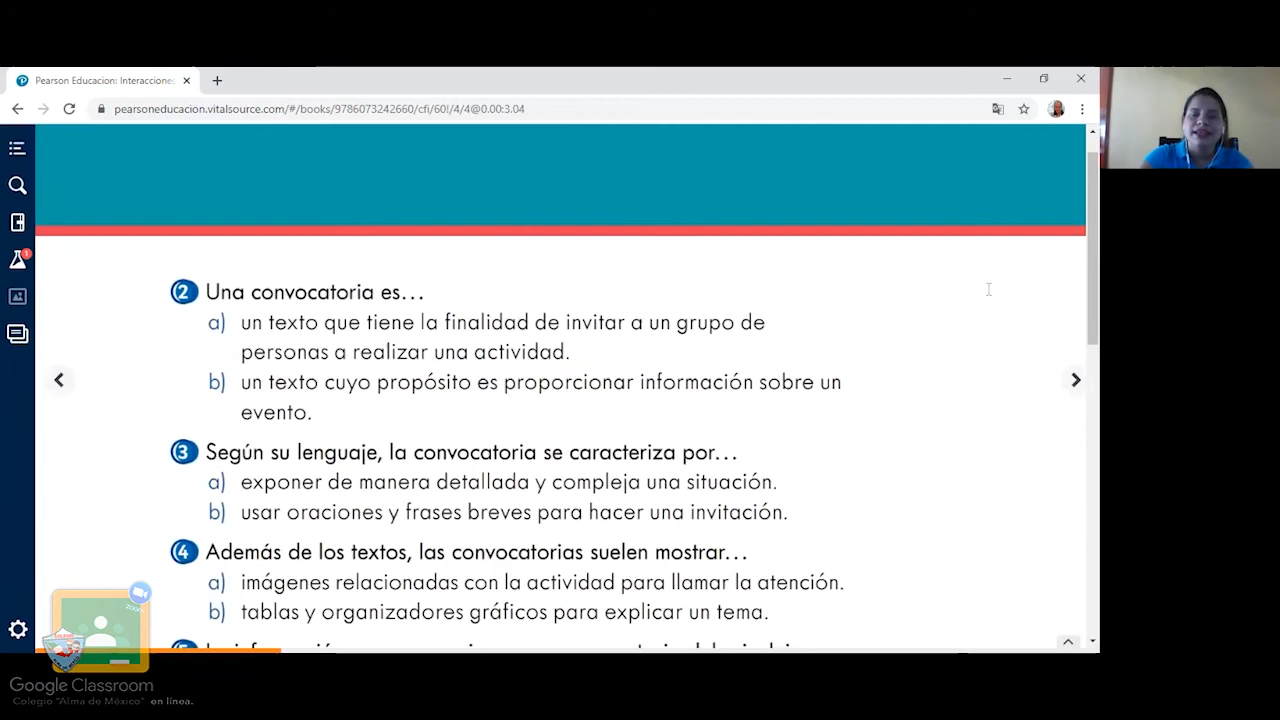 Pearson Educacion: Interacciones
pearsoneducacion.vitalsource.com/#/books/9786073242660/cfi/60!/4/4@0.00:3.04
2 Una convocatoria es...
a) un texto que tiene la finalidad de invitar a un grupo de
personas a realizar una actividad.
b) un texto cuyo propósito es proporcionar información sobre un
evento.
3 Según su lenguaje, la convocatoria se caracteriza por...
a) exponer de manera detallada y compleja una situación.
b) usar oraciones y frases breves para hacer una invitación.
4 Además de los textos, las convocatorias suelen mostrar...
a) imágenes relacionadas con la actividad para llamar la atención.
b) tablas y organizadores gráficos para explicar un tema.
zoom
Google Classroom
Colegio "Alma de México" en línea.